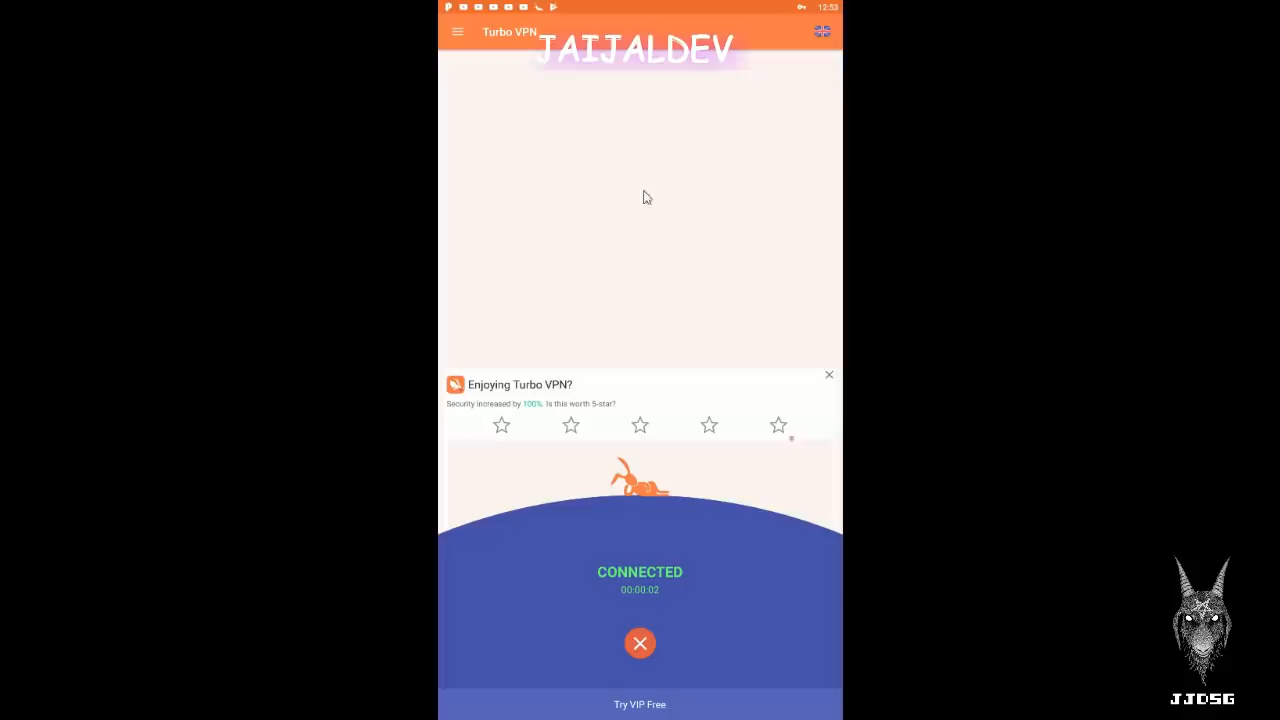 12:53
Turbo VPN
JAIJALDEV
Enjoying Turbo VPN?
Security increased by 100%. Is this worth 5-star?
CONNECTED
00:00:02
Try VIP Free
JJDSG